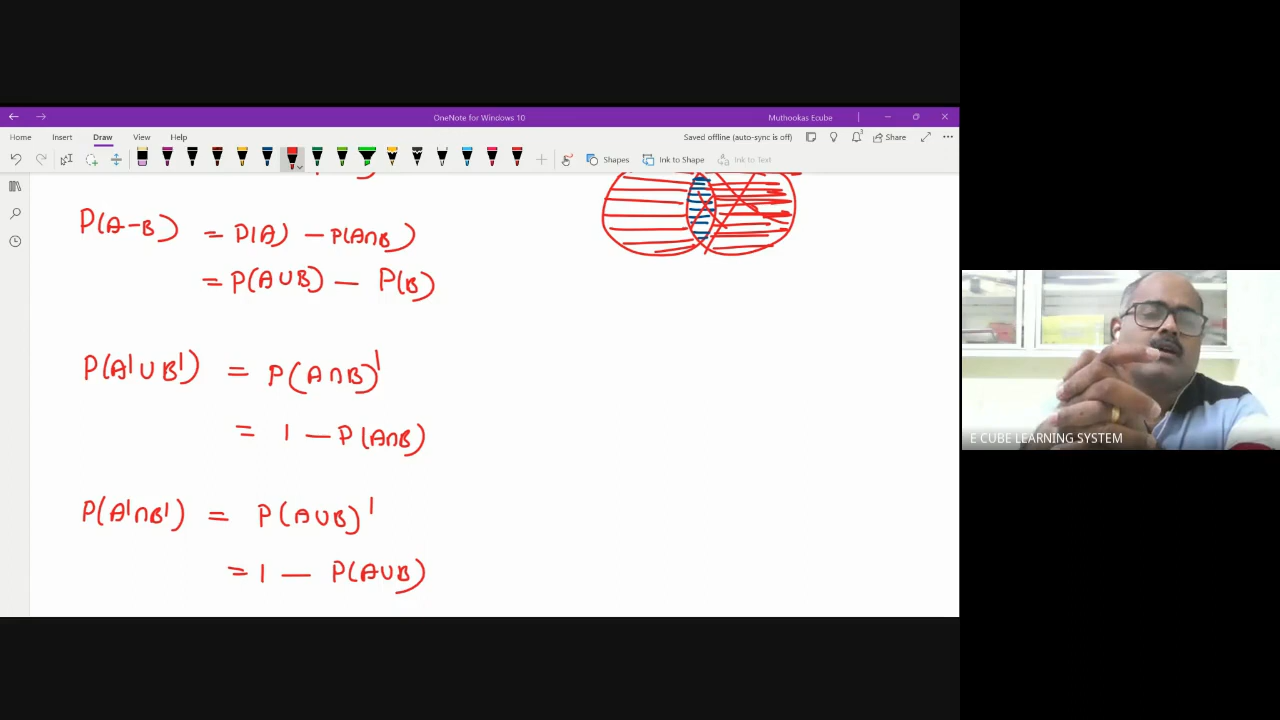 OneNote for Windows 10
Muthookas Ecube
Home Insert Draw View Help
Saved offline (auto-sync is off)
3
Share
Shapes
Ink to Shape
Ink to Text
P(A-B) = P(A) - P(A∩B)
= P(A∪B) - P(B)
P(A'∪B') = P(A∩B)'
= 1 - P(A∩B)
P(A'∩B') = P(A∪B)'
= 1 - P(A∪B)
E CUBE LEARNING SYSTEM